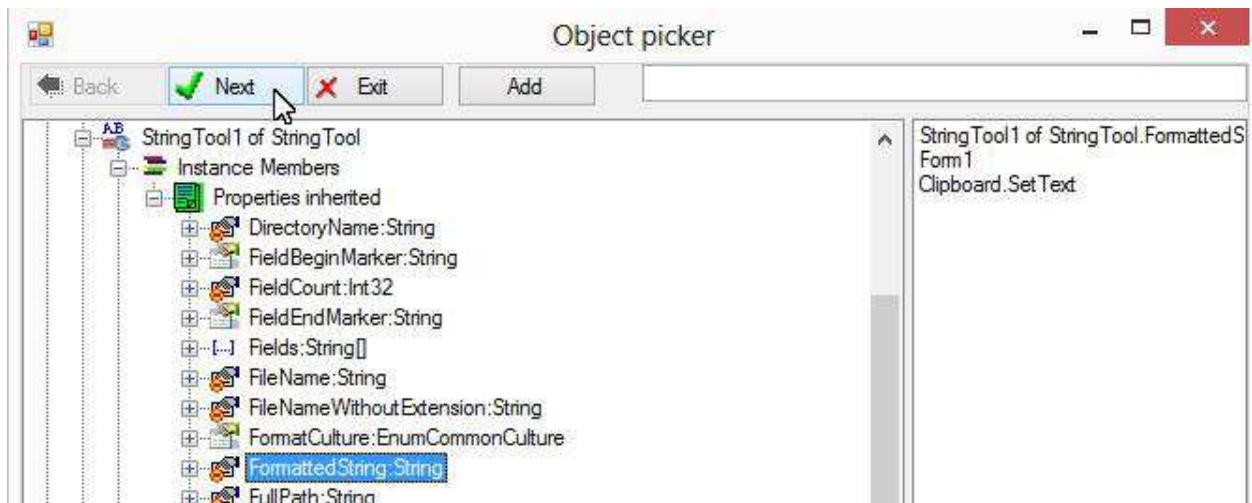 Object picker
Back Next Exit Add
StringTool1 of StringTool
Instance Members
Properties inherited
DirectoryName:String
FieldBeginMarker:String
FieldCount:Int32
FieldEndMarker:String
Fields:String[]
FileName:String
FileNameWithoutExtension:String
FormatCulture:EnumCommonCulture
FormattedString:String
FullPath:String
StringTool1 of StringTool.FormattedS
Form1
Clipboard.SetText